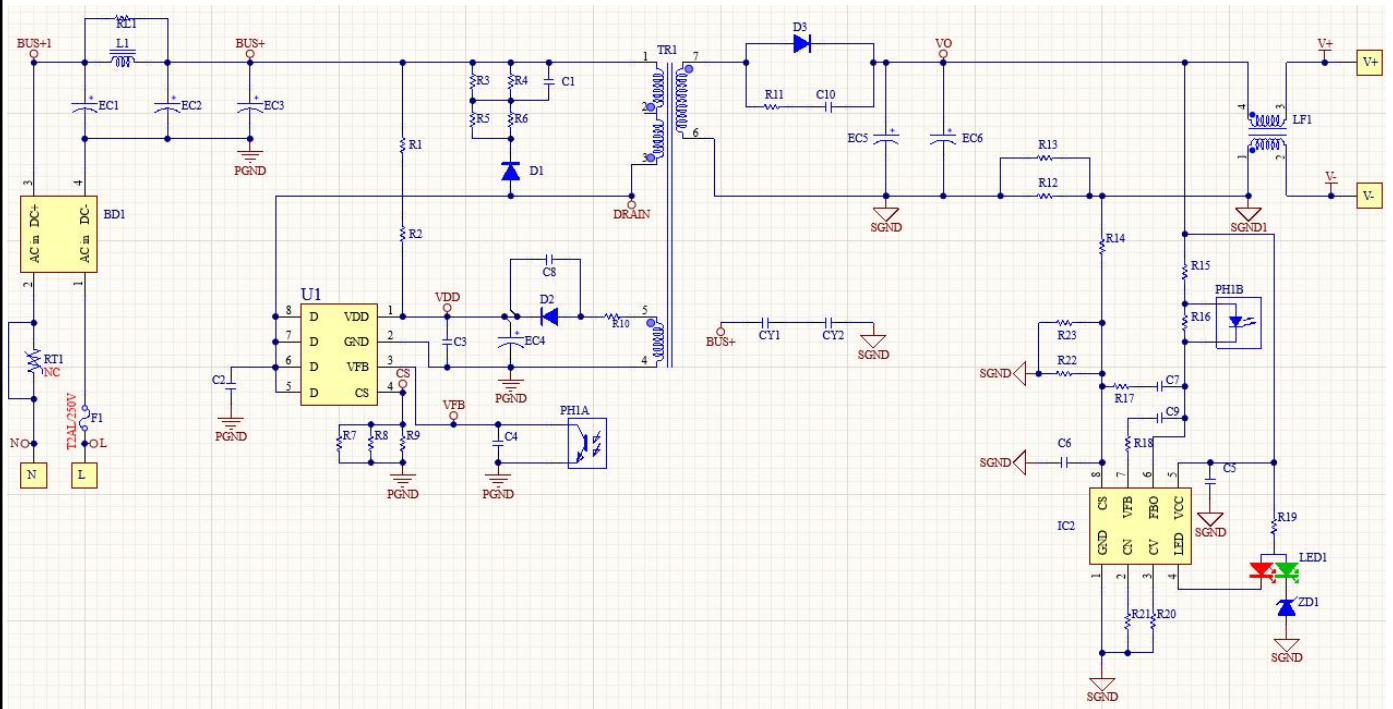 RL1
BUS+1
L1
BUS+
EC1
EC2
EC3
PGND
3
4
DC+
DC-
AC in
AC in
BD1
2
1
RT1
NC
T2AL/250V
F1
N
L
N
L
R3
R4
C1
R5
R6
D1
R1
R2
DRAIN
TR1
1
2
3
7
6
5
4
D3
R11
C10
VO
EC5
EC6
R13
R12
SGND
V+
V+
LF1
4
3
1
2
V-
V-
SGND1
U1
8
D
VDD
1
7
D
GND
2
6
D
VFB
3
5
D
CS
4
C2
PGND
VDD
C3
C8
D2
EC4
R10
PGND
CS
R7
R8
R9
PGND
VFB
C4
PGND
PH1A
BUS+
CY1
CY2
SGND
R14
R15
R16
PH1B
R23
R22
SGND
R17
C7
C9
R18
C6
SGND
C5
SGND
8
7
6
5
CS
VFB
FBO
VCC
GND
CN
CV
LED
IC2
1
2
3
4
R21
R20
SGND
R19
LED1
ZD1
SGND